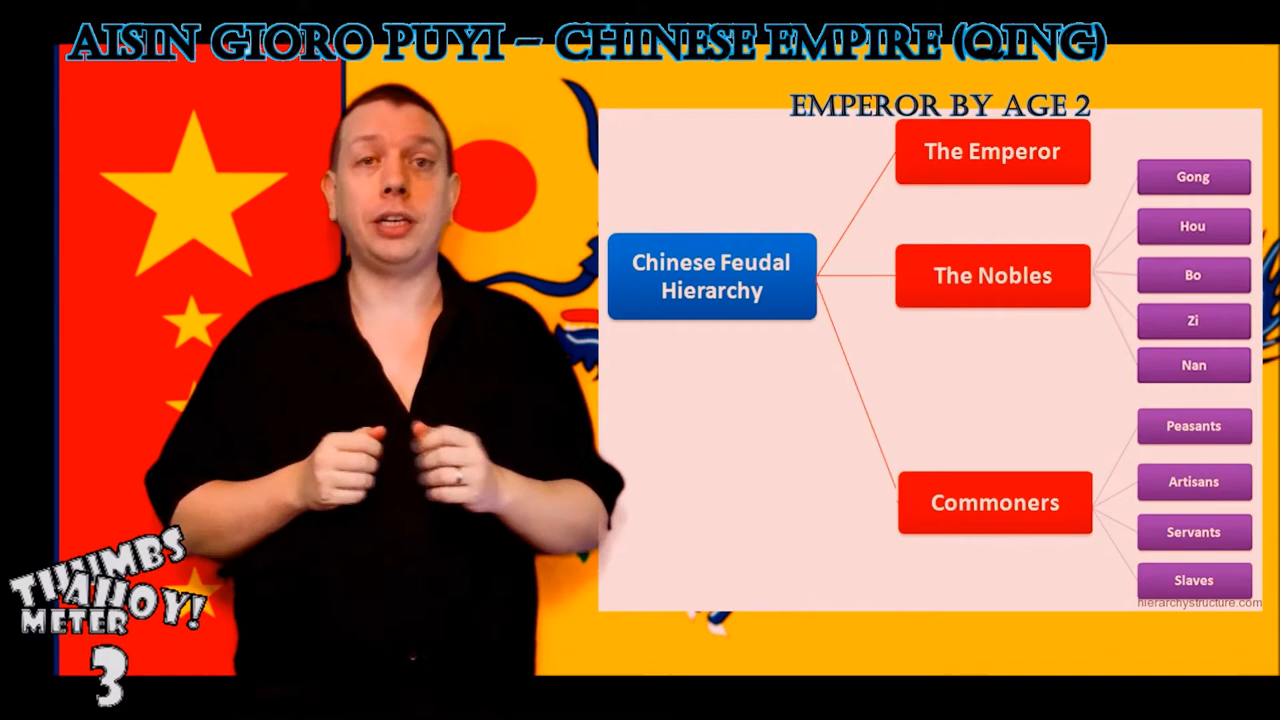 AISIN GIORO PUYI – CHINESE EMPIRE (QING)
EMPEROR BY AGE 2
Chinese Feudal
Hierarchy
The Emperor
The Nobles
Gong
Hou
Bo
Zi
Nan
Commoners
Peasants
Artisans
Servants
Slaves
hierarchystructure.com
AHOY!
METER
3